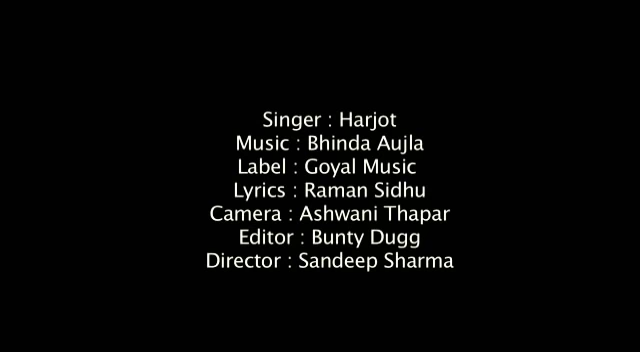 Singer : Harjot
Music : Bhinda Aujla
Label : Goyal Music
Lyrics : Raman Sidhu
Camera : Ashwani Thapar
Editor : Bunty Dugg
Director : Sandeep Sharma